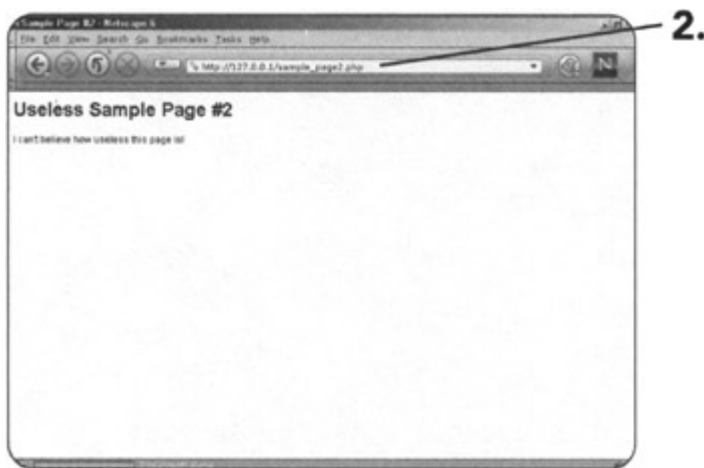 Sample Page #2 - Netscape 6
File Edit View Search Go Bookmarks Tasks Help
http://127.0.0.1/sample_page2.php
N
2.
Useless Sample Page #2
I can't believe how useless this page is!